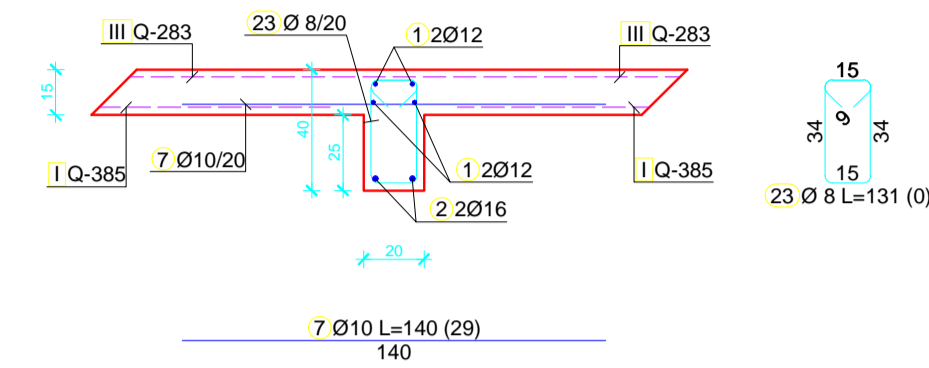 III Q-283
23 Ø 8/20
1 2Ø12
III Q-283
15
40
25
I Q-385
7 Ø10/20
1 2Ø12
I Q-385
2 2Ø16
20
15
34
9
34
15
23 Ø 8 L=131 (0)
7 Ø10 L=140 (29)
140